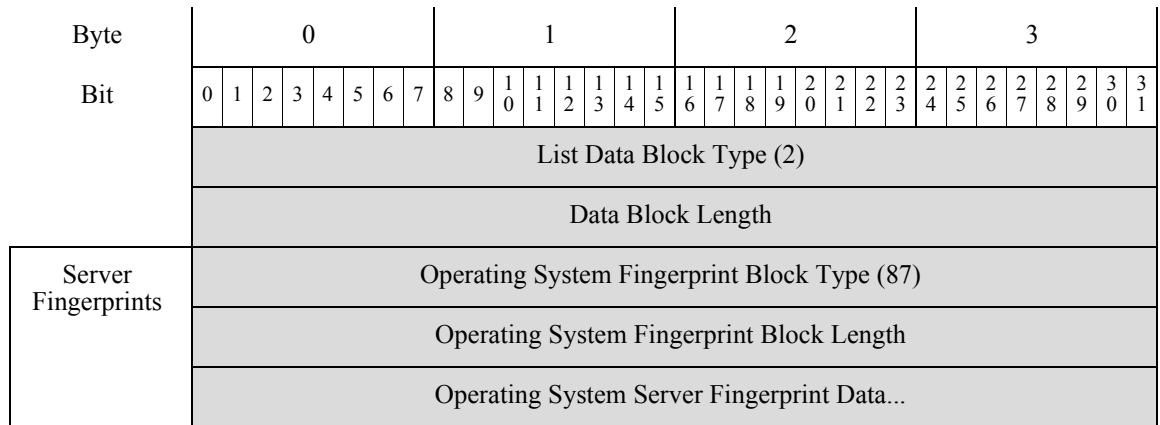 Byte 0 1 2 3
Bit 0 1 2 3 4 5 6 7 8 9 10 11 12 13 14 15 16 17 18 19 20 21 22 23 24 25 26 27 28 29 30 31
List Data Block Type (2)
Data Block Length
Server
Fingerprints
Operating System Fingerprint Block Type (87)
Operating System Fingerprint Block Length
Operating System Server Fingerprint Data...